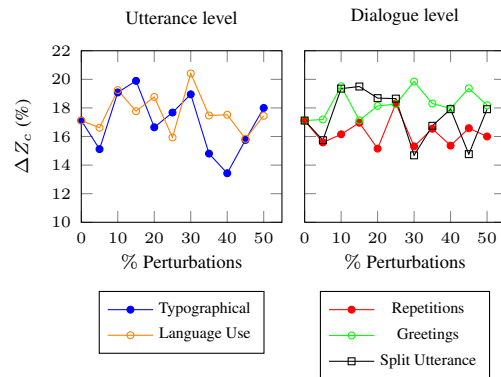 Utterance level
Dialogue level
ΔZc (%)
22
20
18
16
14
12
10
0 10 20 30 40 50
0 10 20 30 40 50
% Perturbations
% Perturbations
Typographical
Language Use
Repetitions
Greetings
Split Utterance